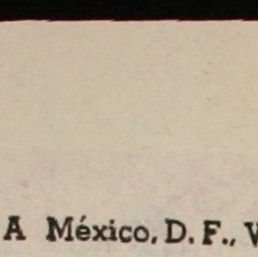 A México, D. F., V